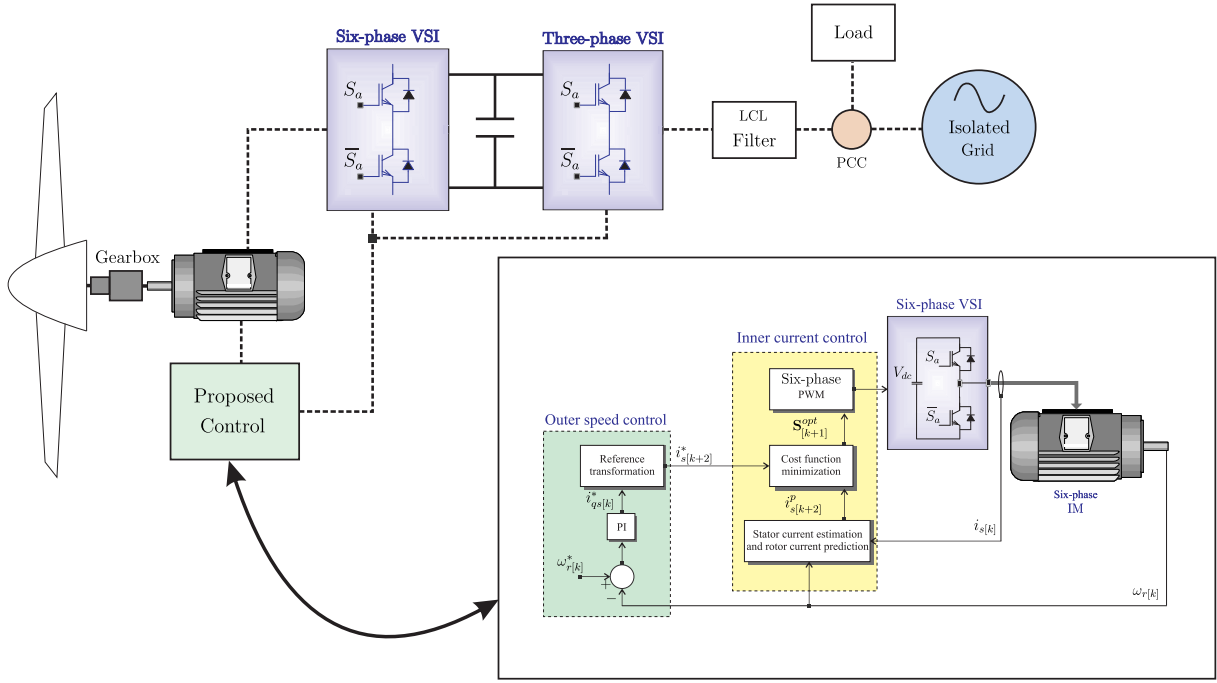 Six-phase VSI
Three-phase VSI
Load
S_a
S_a
LCL
Filter
Isolated
Grid
PCC
S̅_a
S̅_a
Gearbox
Proposed
Control
Six-phase VSI
Inner current control
V_dc
S_a
S̅_a
Six-phase
PWM
Outer speed control
S^opt_[k+1]
Reference
transformation
i*_s[k+2]
Cost function
minimization
i*_qs[k]
i^p_s[k+2]
Six-phase
IM
PI
Stator current estimation
and rotor current prediction
i_s[k]
ω*_r[k]
+
−
ω_r[k]